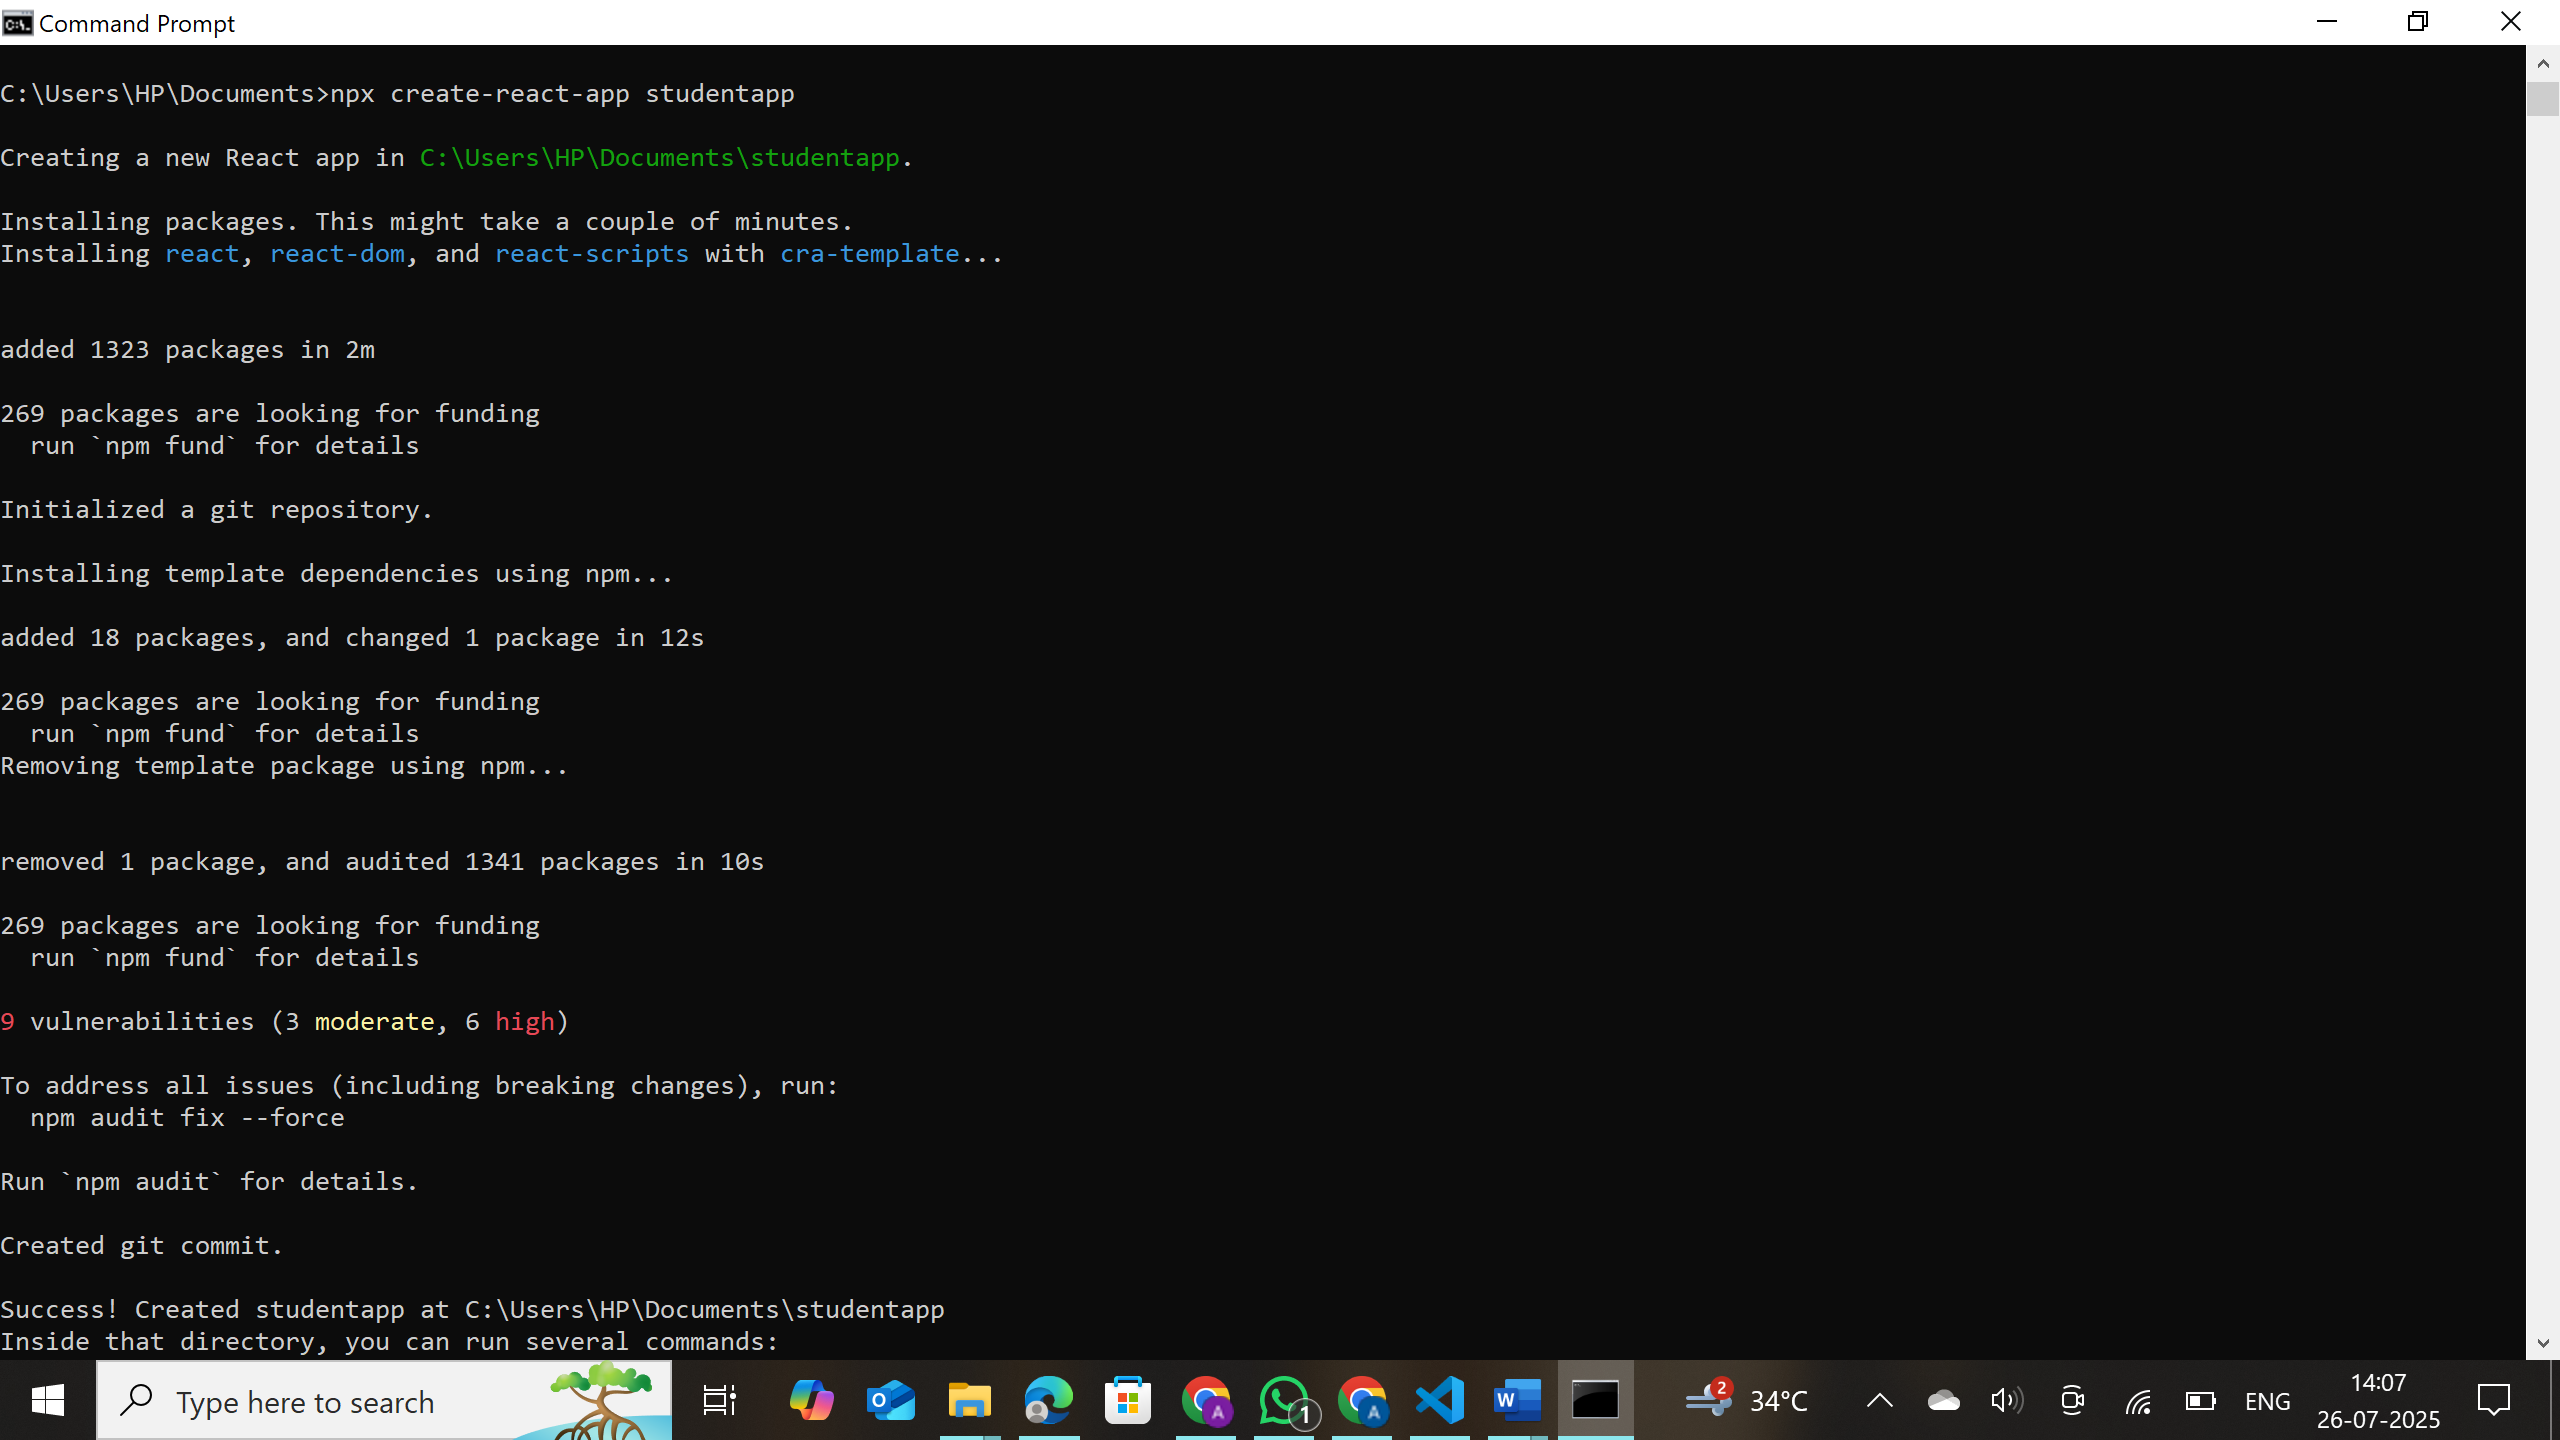 Command Prompt
C:\Users\HP\Documents>npx create-react-app studentapp
Creating a new React app in C:\Users\HP\Documents\studentapp.
Installing packages. This might take a couple of minutes.
Installing react, react-dom, and react-scripts with cra-template...
added 1323 packages in 2m
269 packages are looking for funding
  run `npm fund` for details
Initialized a git repository.
Installing template dependencies using npm...
added 18 packages, and changed 1 package in 12s
269 packages are looking for funding
  run `npm fund` for details
Removing template package using npm...
removed 1 package, and audited 1341 packages in 10s
269 packages are looking for funding
  run `npm fund` for details
9 vulnerabilities (3 moderate, 6 high)
To address all issues (including breaking changes), run:
  npm audit fix --force
Run `npm audit` for details.
Created git commit.
Success! Created studentapp at C:\Users\HP\Documents\studentapp
Inside that directory, you can run several commands:
Type here to search
A
1
A
2
34°C
ENG
14:07
26-07-2025